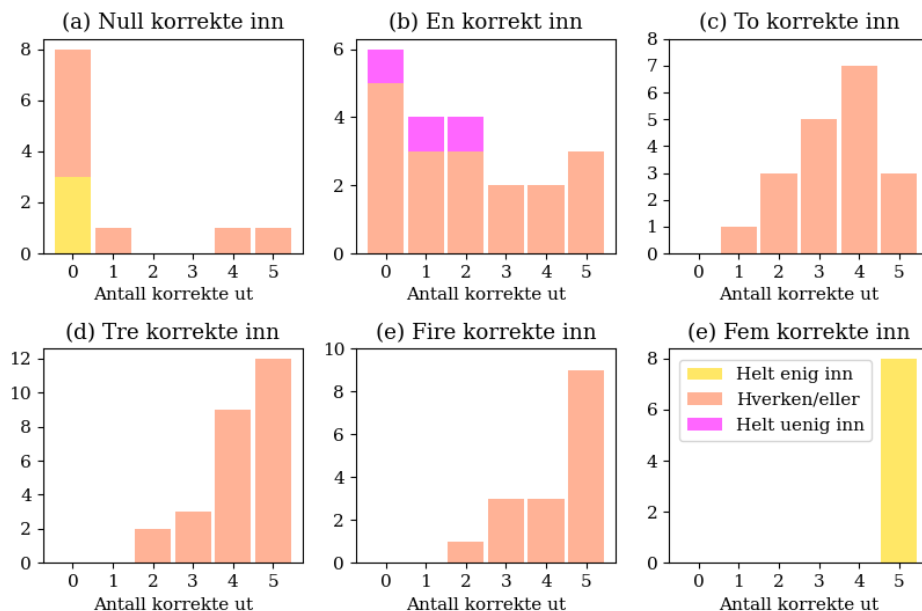 (a) Null korrekte inn
8
6
4
2
0
0 1 2 3 4 5
Antall korrekte ut
(b) En korrekt inn
6
4
2
0
0 1 2 3 4 5
Antall korrekte ut
(c) To korrekte inn
8
7
6
5
4
3
2
1
0
0 1 2 3 4 5
Antall korrekte ut
(d) Tre korrekte inn
12
10
8
6
4
2
0
0 1 2 3 4 5
Antall korrekte ut
(e) Fire korrekte inn
10
8
6
4
2
0
0 1 2 3 4 5
Antall korrekte ut
(e) Fem korrekte inn
8
6
4
2
0
Helt enig inn
Hverken/eller
Helt uenig inn
0 1 2 3 4 5
Antall korrekte ut